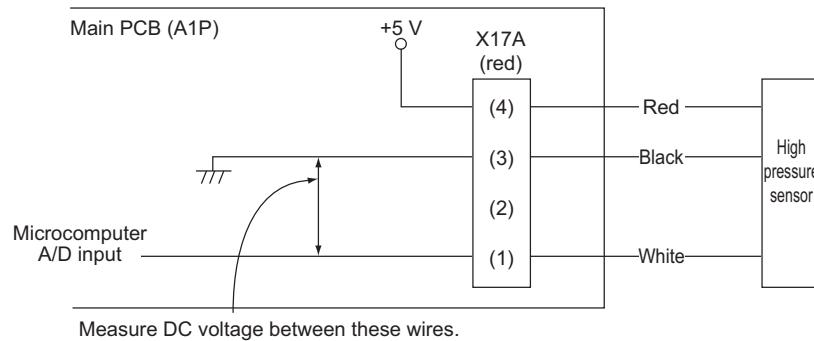 Main PCB (A1P)
+5 V
X17A
(red)
(4)
Red
(3)
Black
High
pressure
sensor
(2)
Microcomputer
A/D input
(1)
White
Measure DC voltage between these wires.